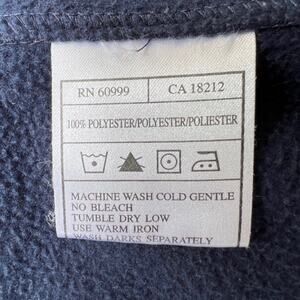 RN 60999 CA 18212
100% POLYESTER/POLYESTER/POLIESTER
MACHINE WASH COLD GENTLE
NO BLEACH
TUMBLE DRY LOW
USE WARM IRON
WASH DARKS SEPARATELY